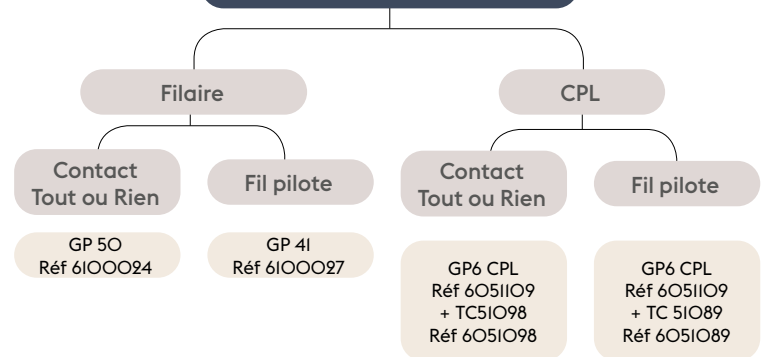 Filaire
CPL
Contact
Tout ou Rien
Fil pilote
Contact
Tout ou Rien
Fil pilote
GP 50
Réf 6100024
GP 41
Réf 6100027
GP6 CPL
Réf 6051109
+ TC51098
Réf 6051098
GP6 CPL
Réf 6051109
+ TC 51089
Réf 6051089